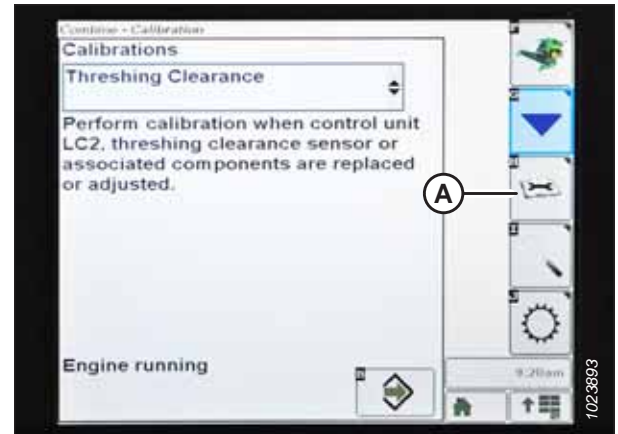 Combine - Calibration
Calibrations
Threshing Clearance
Perform calibration when control unit
LC2, threshing clearance sensor or
associated components are replaced
or adjusted.
A
Engine running
9:20am
1023893